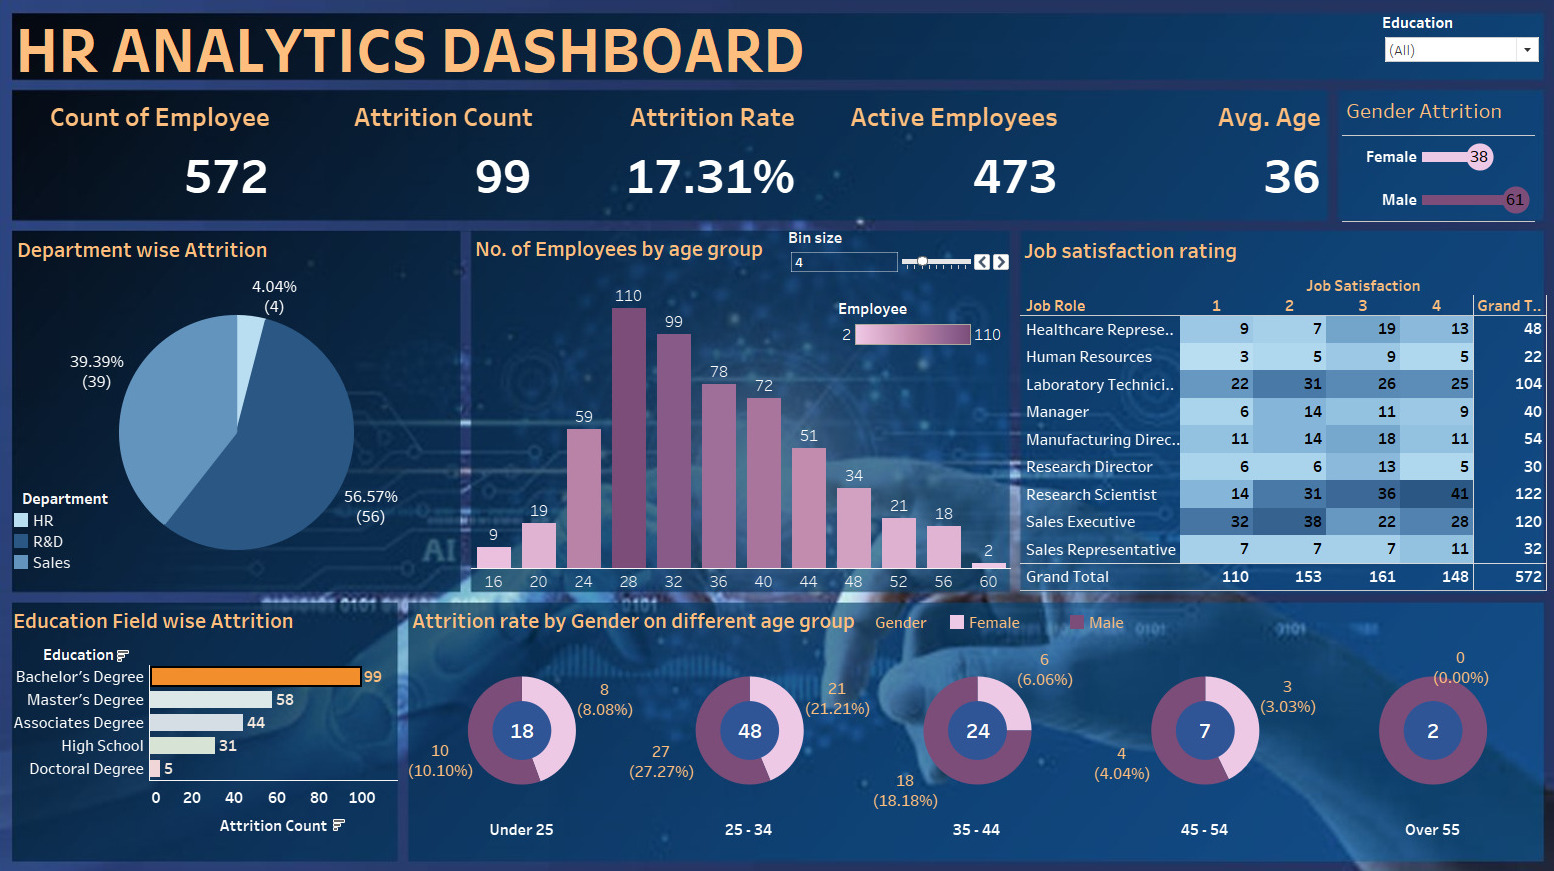 HR ANALYTICS DASHBOARD
Education
(All)
Count of Employee
572
Attrition Count
99
Attrition Rate
17.31%
Active Employees
473
Avg. Age
36
Gender Attrition
Female 38
Male 61
Department wise Attrition
4.04%
(4)
39.39%
(39)
56.57%
(56)
Department
HR
R&D
Sales
No. of Employees by age group
Bin size
4
Employee
2 110
9 19 59 110 99 78 72 51 34 21 18 2
16 20 24 28 32 36 40 44 48 52 56 60
AI
Job satisfaction rating
Job Satisfaction
Job Role 1 2 3 4 Grand T..
Healthcare Represe.. 9 7 19 13 48
Human Resources 3 5 9 5 22
Laboratory Technici.. 22 31 26 25 104
Manager 6 14 11 9 40
Manufacturing Direc.. 11 14 18 11 54
Research Director 6 6 13 5 30
Research Scientist 14 31 36 41 122
Sales Executive 32 38 22 28 120
Sales Representative 7 7 7 11 32
Grand Total 110 153 161 148 572
Education Field wise Attrition
Education
Bachelor's Degree 99
Master's Degree 58
Associates Degree 44
High School 31
Doctoral Degree 5
0 20 40 60 80 100
Attrition Count
Attrition rate by Gender on different age group
Gender Female Male
18
8
(8.08%)
10
(10.10%)
Under 25
48
21
(21.21%)
27
(27.27%)
25 - 34
24
6
(6.06%)
18
(18.18%)
35 - 44
7
3
(3.03%)
4
(4.04%)
45 - 54
2
0
(0.00%)
Over 55